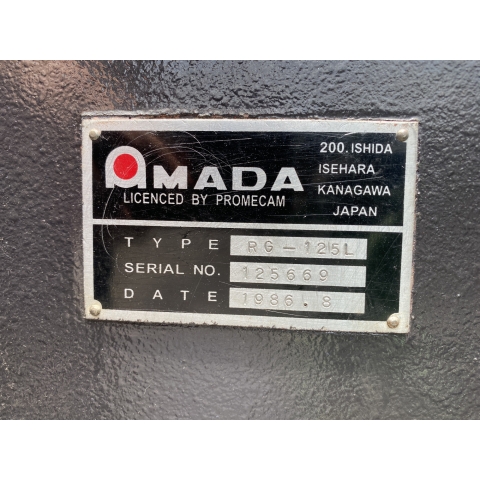 AMADA
LICENCED BY PROMECAM
200.ISHIDA
ISEHARA
KANAGAWA
JAPAN
TYPE RG-125L
SERIAL NO. 125669
DATE 1986.8